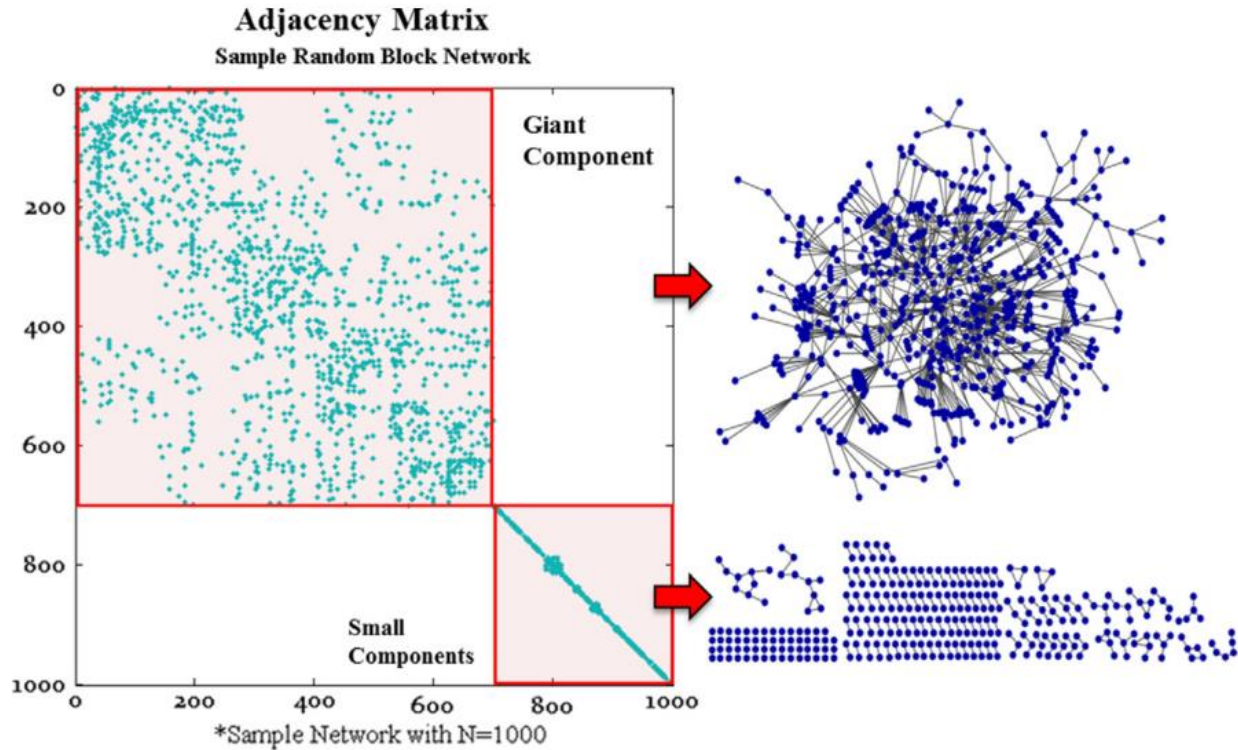 Adjacency Matrix
Sample Random Block Network
0
200
400
600
800
1000
Giant
Component
Small
Components
0
200
400
600
800
1000
*Sample Network with N=1000